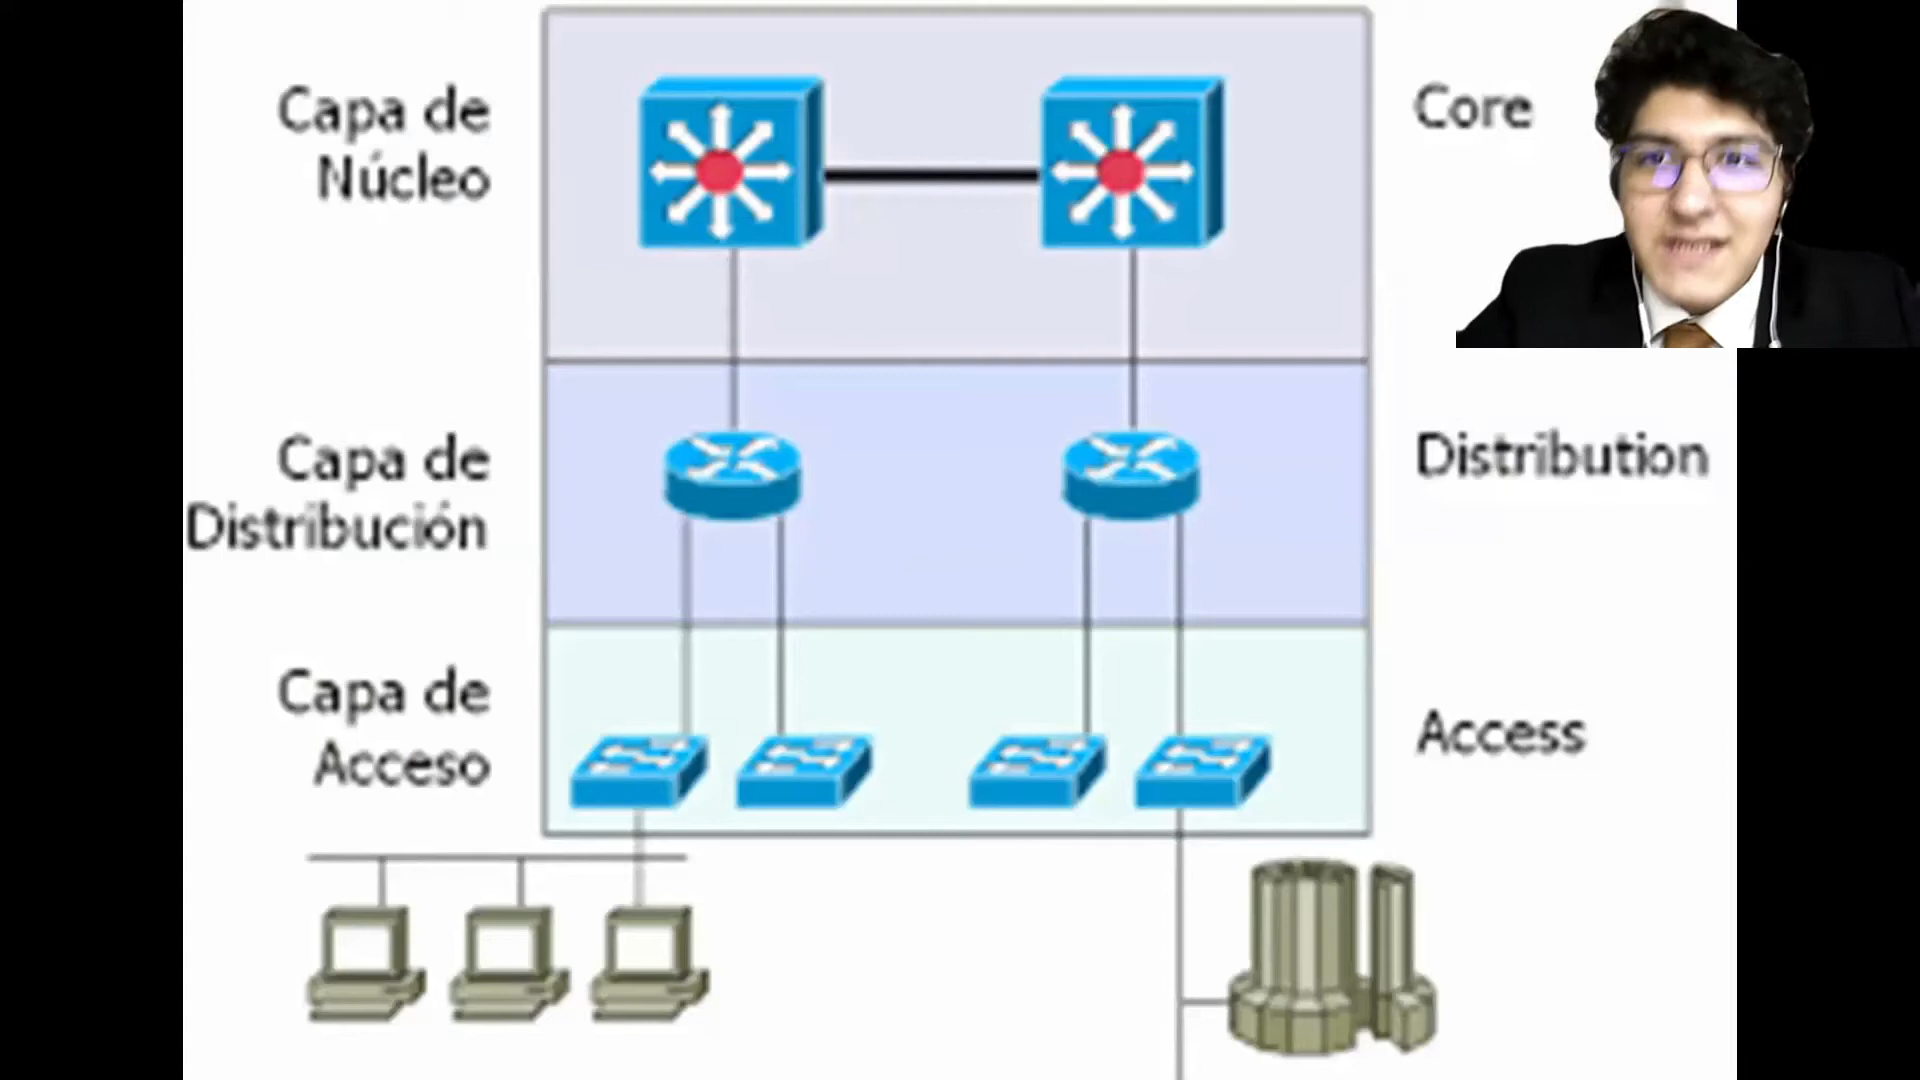 Capa de
Núcleo
Core
Capa de
Distribución
Distribution
Capa de
Acceso
Access